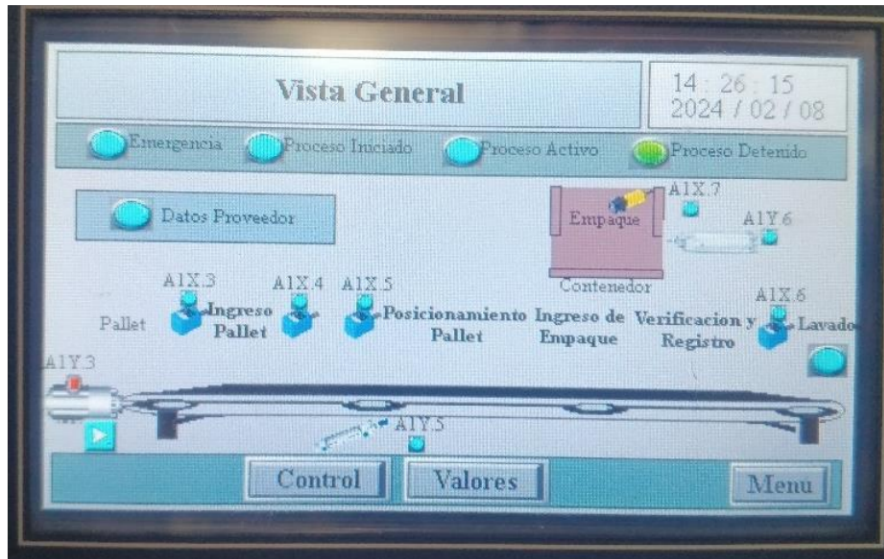 Vista General
14 : 26 : 15
2024 / 02 / 08
Emergencia
Proceso Iniciado
Proceso Activo
Proceso Detenido
Datos Proveedor
Empaque
A1X.7
A1Y.6
Contenedor
A1X.3
A1X.4
A1X.5
A1X.6
Pallet
Ingreso
Pallet
Posicionamiento
Pallet
Ingreso de
Empaque
Verificacion y
Registro
Lavado
A1Y.3
A1Y.5
Control
Valores
Menu